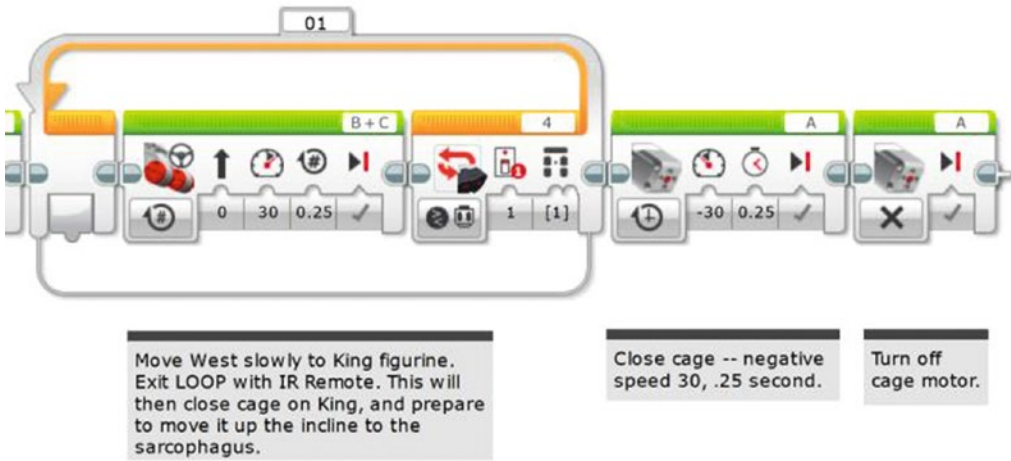 01
B + C
4
A
A
#
#
1
0
30
0.25
1
[1]
-30
0.25
Move West slowly to King figurine.
Exit LOOP with IR Remote. This will
then close cage on King, and prepare
to move it up the incline to the
sarcophagus.
Close cage -- negative
speed 30, .25 second.
Turn off
cage motor.